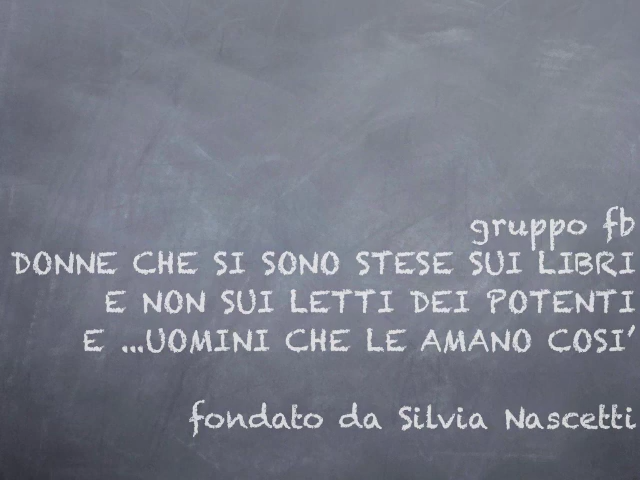 gruppo fb
DONNE CHE SI SONO STESE SUI LIBRI
E NON SUI LETTI DEI POTENTI
E ...UOMINI CHE LE AMANO COSI'
fondato da Silvia Nascetti